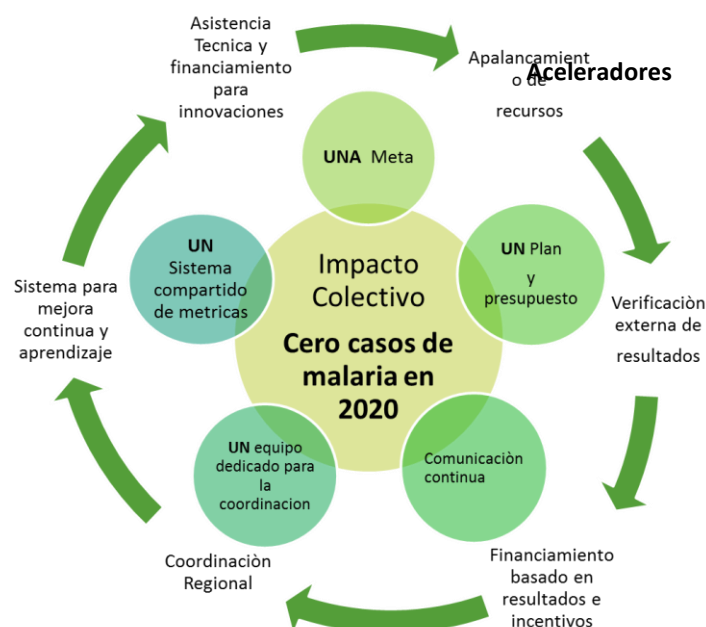 Asistencia
Tecnica y
financiamiento
para
innovaciones
Apalancamient
o de
recursos
Aceleradores
UNA Meta
UN
Sistema
compartido
de metricas
UN Plan
y
presupuesto
Impacto
Colectivo
Cero casos de
malaria en
2020
Sistema para
mejora
continua y
aprendizaje
Verificaciòn
externa de
resultados
UN equipo
dedicado para
la
coordinacion
Comunicaciòn
continua
Coordinaciòn
Regional
Financiamiento
basado en
resultados e
incentivos